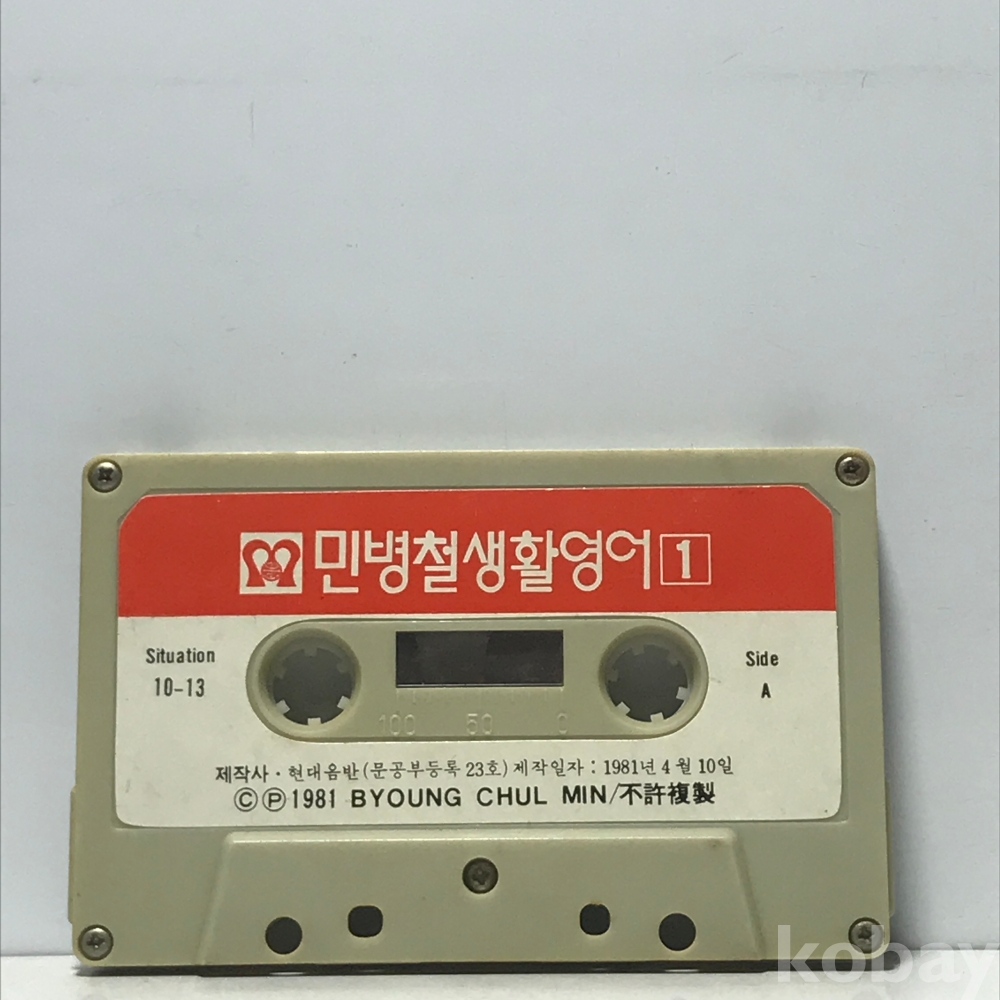 민병철생활영어 1
Situation
10-13
Side
A
100 50 0
제작사·현대음반(문공부등록 23호) 제작일자 : 1981년 4월 10일
ⒸⓅ1981 BYOUNG CHUL MIN/不許複製
kobay